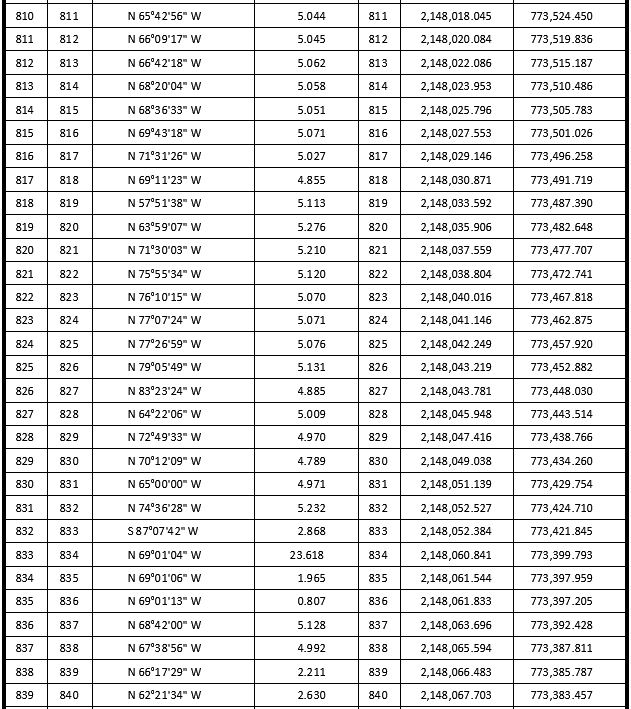 810 811 N 65°42'56" W 5.044 811 2,148,018.045 773,524.450
811 812 N 66°09'17" W 5.045 812 2,148,020.084 773,519.836
812 813 N 66°42'18" W 5.062 813 2,148,022.086 773,515.187
813 814 N 68°20'04" W 5.058 814 2,148,023.953 773,510.486
814 815 N 68°36'33" W 5.051 815 2,148,025.796 773,505.783
815 816 N 69°43'18" W 5.071 816 2,148,027.553 773,501.026
816 817 N 71°31'26" W 5.027 817 2,148,029.146 773,496.258
817 818 N 69°11'23" W 4.855 818 2,148,030.871 773,491.719
818 819 N 57°51'38" W 5.113 819 2,148,033.592 773,487.390
819 820 N 63°59'07" W 5.276 820 2,148,035.906 773,482.648
820 821 N 71°30'03" W 5.210 821 2,148,037.559 773,477.707
821 822 N 75°55'34" W 5.120 822 2,148,038.804 773,472.741
822 823 N 76°10'15" W 5.070 823 2,148,040.016 773,467.818
823 824 N 77°07'24" W 5.071 824 2,148,041.146 773,462.875
824 825 N 77°26'59" W 5.076 825 2,148,042.249 773,457.920
825 826 N 79°05'49" W 5.131 826 2,148,043.219 773,452.882
826 827 N 83°23'24" W 4.885 827 2,148,043.781 773,448.030
827 828 N 64°22'06" W 5.009 828 2,148,045.948 773,443.514
828 829 N 72°49'33" W 4.970 829 2,148,047.416 773,438.766
829 830 N 70°12'09" W 4.789 830 2,148,049.038 773,434.260
830 831 N 65°00'00" W 4.971 831 2,148,051.139 773,429.754
831 832 N 74°36'28" W 5.232 832 2,148,052.527 773,424.710
832 833 S 87°07'42" W 2.868 833 2,148,052.384 773,421.845
833 834 N 69°01'04" W 23.618 834 2,148,060.841 773,399.793
834 835 N 69°01'06" W 1.965 835 2,148,061.544 773,397.959
835 836 N 69°01'13" W 0.807 836 2,148,061.833 773,397.205
836 837 N 68°42'00" W 5.128 837 2,148,063.696 773,392.428
837 838 N 67°38'56" W 4.992 838 2,148,065.594 773,387.811
838 839 N 66°17'29" W 2.211 839 2,148,066.483 773,385.787
839 840 N 62°21'34" W 2.630 840 2,148,067.703 773,383.457